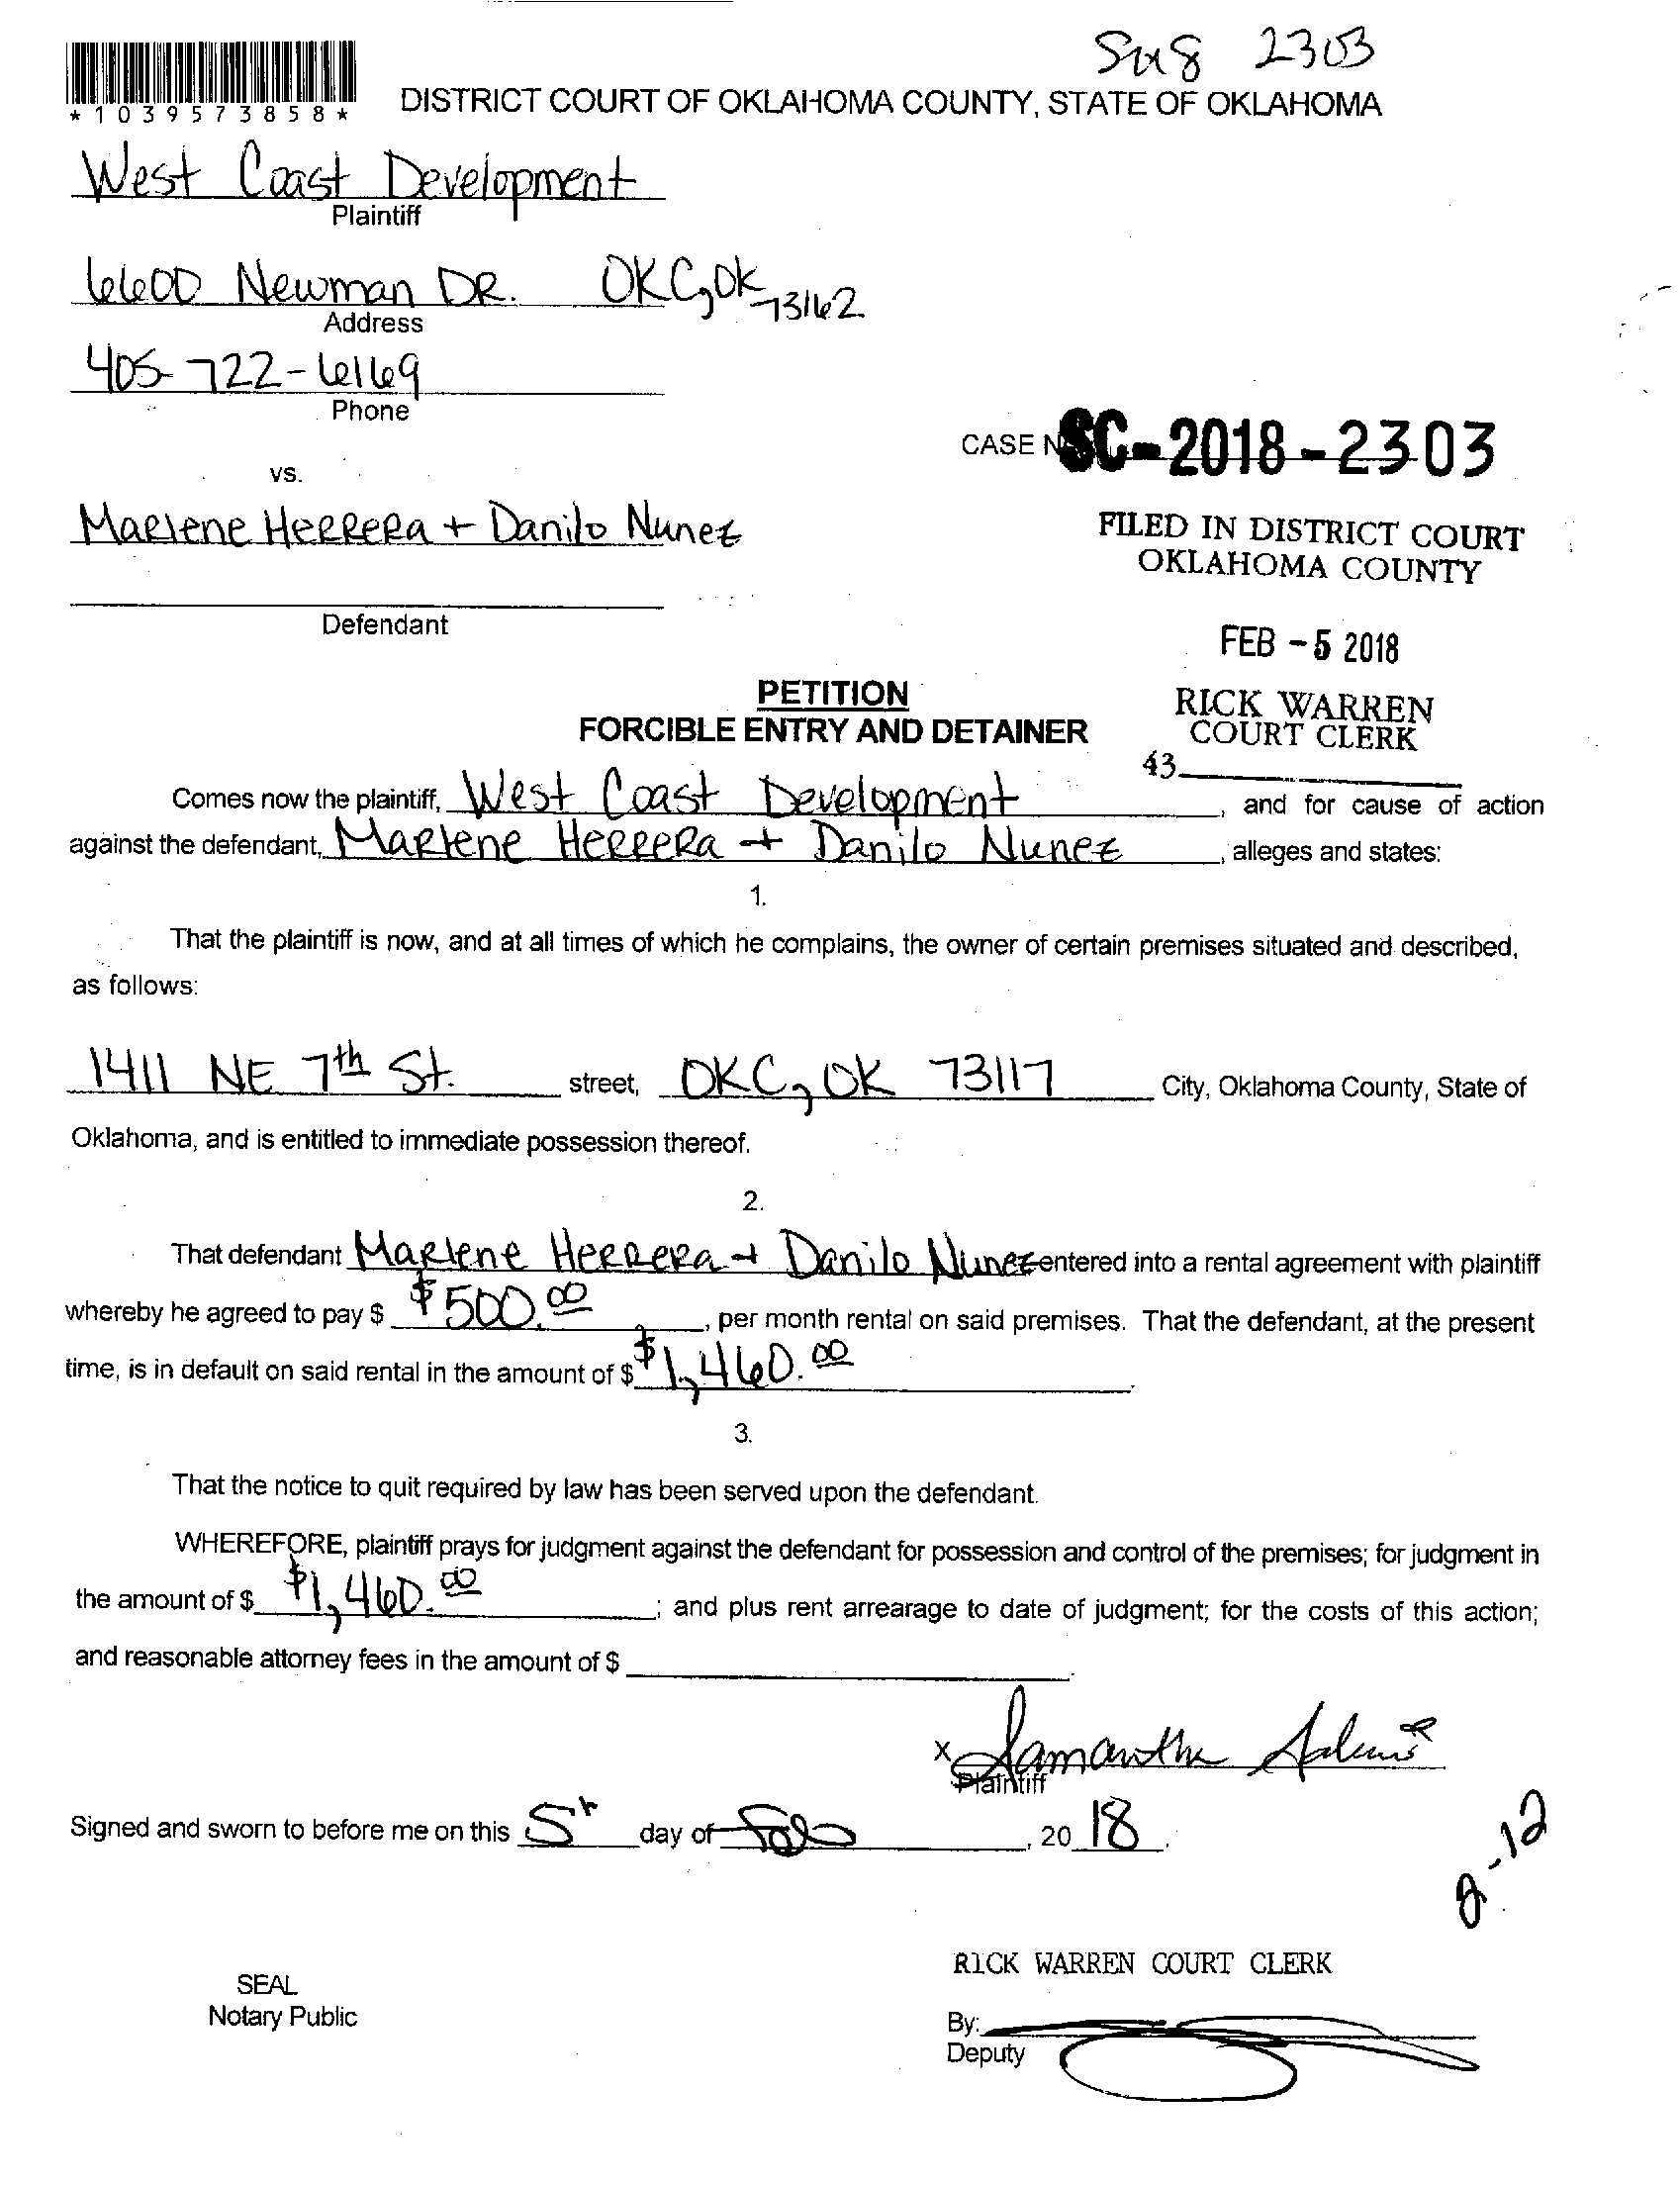 2303
*1039573858*
DISTRICT COURT OF OKLAHOMA COUNTY, STATE OF OKLAHOMA
West Coast Development
Plaintiff
6600 Newman DR. OKC, OK 73162
Address
405-722-6169
Phone
CASE SC-2018-2303
vs.
Marlene Herrera + Danilo Nunez
FILED IN DISTRICT COURT
OKLAHOMA COUNTY
Defendant
FEB -5 2018
PETITION
FORCIBLE ENTRY AND DETAINER
RICK WARREN
COURT CLERK
43
Comes now the plaintiff, West Coast Development, and for cause of action
against the defendant, Marlene Herrera + Danilo Nunez, alleges and states:
1.
That the plaintiff is now, and at all times of which he complains, the owner of certain premises situated and described,
as follows:
1411 NE 7th St. street, OKC, OK 73117 City, Oklahoma County, State of
Oklahoma, and is entitled to immediate possession thereof.
2.
That defendant Marlene Herrera + Danilo Nunez entered into a rental agreement with plaintiff
whereby he agreed to pay $ $500.00, per month rental on said premises. That the defendant, at the present
time, is in default on said rental in the amount of $ $1,460.00.
3.
That the notice to quit required by law has been served upon the defendant.
WHEREFORE, plaintiff prays for judgment against the defendant for possession and control of the premises; for judgment in
the amount of $ $1,460.00; and plus rent arrearage to date of judgment; for the costs of this action;
and reasonable attorney fees in the amount of $
x Samantha
Plaintiff
Signed and sworn to before me on this 5th day of Feb, 20 18.
2-12
RICK WARREN COURT CLERK
SEAL
Notary Public
By:
Deputy